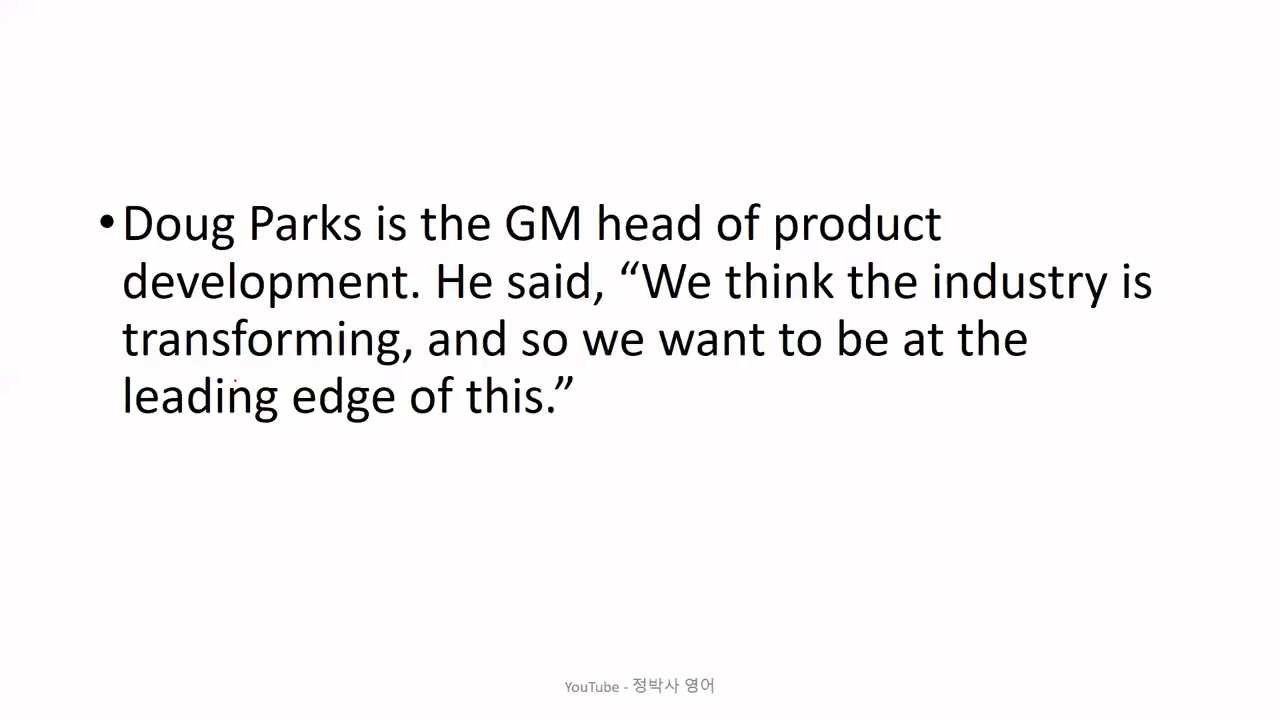 •Doug Parks is the GM head of product
development. He said, “We think the industry is
transforming, and so we want to be at the
leading edge of this.”
YouTube - 정박사 영어